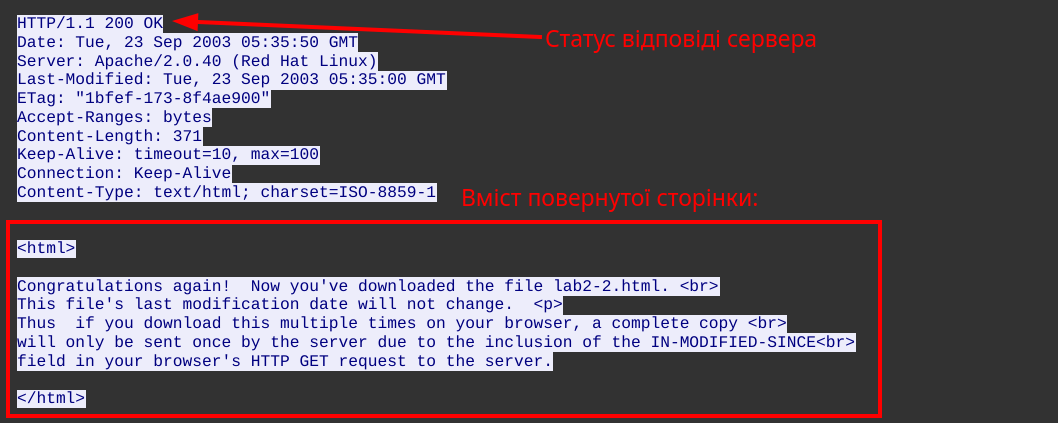 HTTP/1.1 200 OK
Статус відповіді сервера
Date: Tue, 23 Sep 2003 05:35:50 GMT
Server: Apache/2.0.40 (Red Hat Linux)
Last-Modified: Tue, 23 Sep 2003 05:35:00 GMT
ETag: "1bfef-173-8f4ae900"
Accept-Ranges: bytes
Content-Length: 371
Keep-Alive: timeout=10, max=100
Connection: Keep-Alive
Content-Type: text/html; charset=ISO-8859-1
Вміст повернутої сторінки:
<html>
Congratulations again!  Now you've downloaded the file lab2-2.html. <br>
This file's last modification date will not change.  <p>
Thus  if you download this multiple times on your browser, a complete copy <br>
will only be sent once by the server due to the inclusion of the IN-MODIFIED-SINCE<br>
field in your browser's HTTP GET request to the server.
</html>